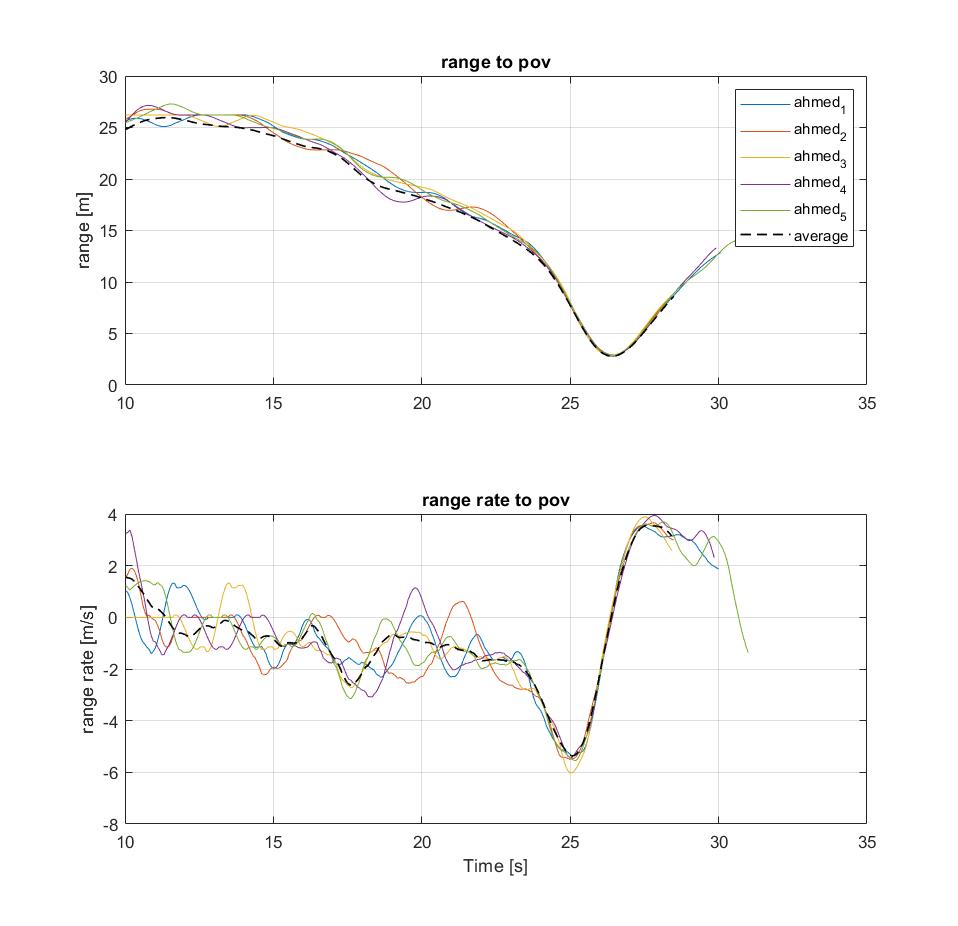 range to pov
30
25
20
15
10
5
0
range [m]
10 15 20 25 30 35
ahmed1
ahmed2
ahmed3
ahmed4
ahmed5
average
range rate to pov
4
2
0
-2
-4
-6
-8
range rate [m/s]
10 15 20 25 30 35
Time [s]